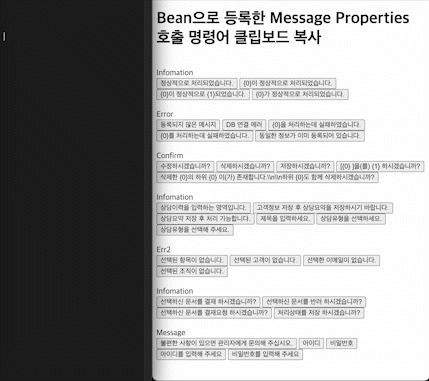 Bean으로 등록한 Message Properties
호출 명령어 클립보드 복사
Infomation
정상적으로 처리되었습니다. {0}이 정상적으로 처리되었습니다.
{0}이 정상적으로 {1}되었습니다. {0}가 정상적으로 처리되었습니다.
Error
등록되지 않은 메시지 DB 연결 에러 {0}을 처리하는데 실패하였습니다.
{0}를 처리하는데 실패하였습니다. 동일한 정보가 이미 등록되어 있습니다.
Confirm
수정하시겠습니까? 삭제하시겠습니까? 저장하시겠습니까? [{0} ]을(를) {1} 하시겠습니까?
삭제한 {0}의 하위 {0} 이(가) 존재합니다.\n\n하위 {0}도 함께 삭제하시겠습니까?
Infomation
상담이력을 입력하는 영역입니다. 고객정보 저장 후 상담요약을 저장하시기 바랍니다.
상담요약 저장 후 처리 가능합니다. 제목을 입력하세요. 상담유형을 선택하세요.
상담유형을 선택해 주세요.
Err2
선택된 항목이 없습니다. 선택된 고객이 없습니다. 선택한 이메일이 없습니다.
선택된 조직이 없습니다.
Infomation
선택하신 문서를 결재 하시겠습니까? 선택하신 문서를 반려 하시겠습니까?
선택하신 문서를 결재요청 하시겠습니까? 처리상태를 저장 하시겠습니까?
Message
불편한 사항이 있으면 관리자에게 문의해 주십시오. 아이디 비밀번호
아이디를 입력해 주세요 비밀번호를 입력해 주세요